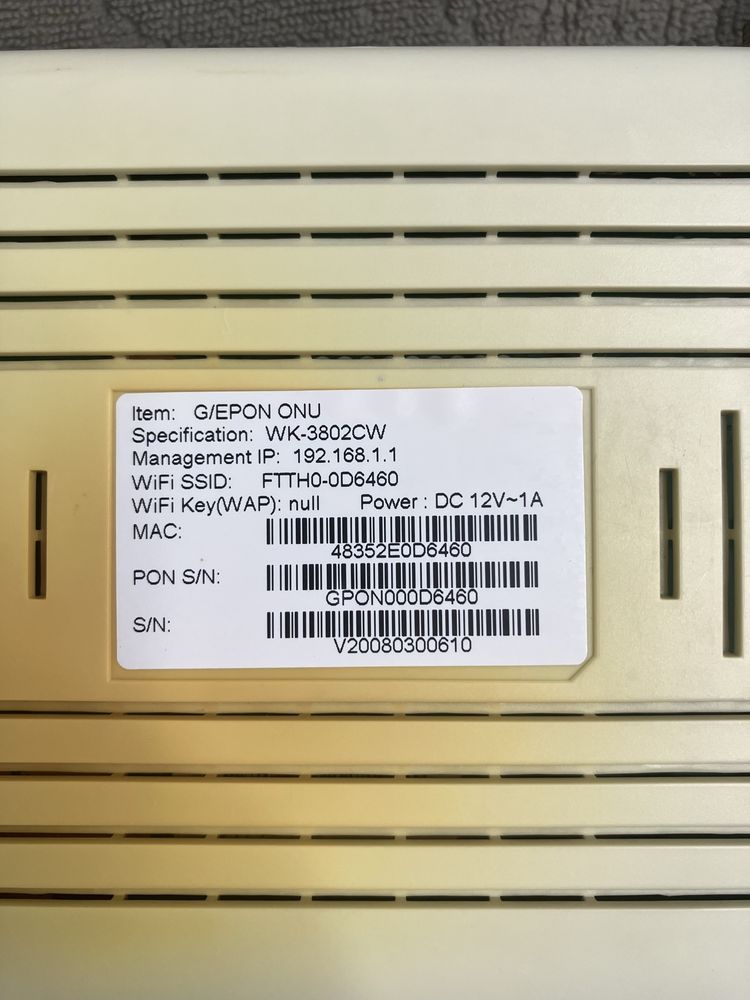 Item: G/EPON ONU
Specification: WK-3802CW
Management IP: 192.168.1.1
WiFi SSID: FTTH0-0D6460
WiFi Key(WAP): null Power : DC 12V~1A
MAC:
48352E0D6460
PON S/N:
GPON000D6460
S/N:
V20080300610